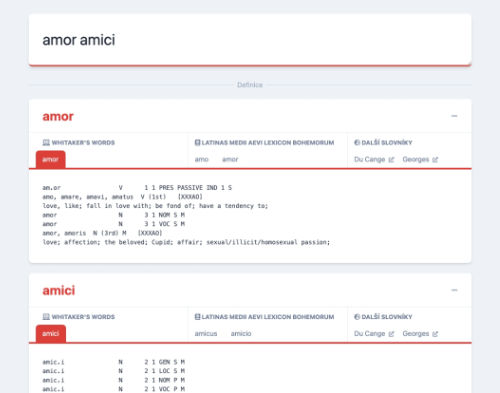 amor amici
Definice
amor
WHITAKER'S WORDS
LATINAS MEDII AEVI LEXICON BOHEMORUM
DALŠÍ SLOVNÍKY
amor
amo amor
Du Cange Georges
am.or V 1 1 PRES PASSIVE IND 1 S
amo, amare, amavi, amatus V (1st) [XXXAO]
love, like; fall in love with; be fond of; have a tendency to;
amor N 3 1 NOM S M
amor N 3 1 VOC S M
amor, amoris N (3rd) M [XXXAO]
love; affection; the beloved; Cupid; affair; sexual/illicit/homosexual passion;
amici
WHITAKER'S WORDS
LATINAS MEDII AEVI LEXICON BOHEMORUM
DALŠÍ SLOVNÍKY
amici
amicus amicio
Du Cange Georges
amic.i N 2 1 GEN S M
amic.i N 2 1 LOC S M
amic.i N 2 1 NOM P M
amic.i N 2 1 VOC P M